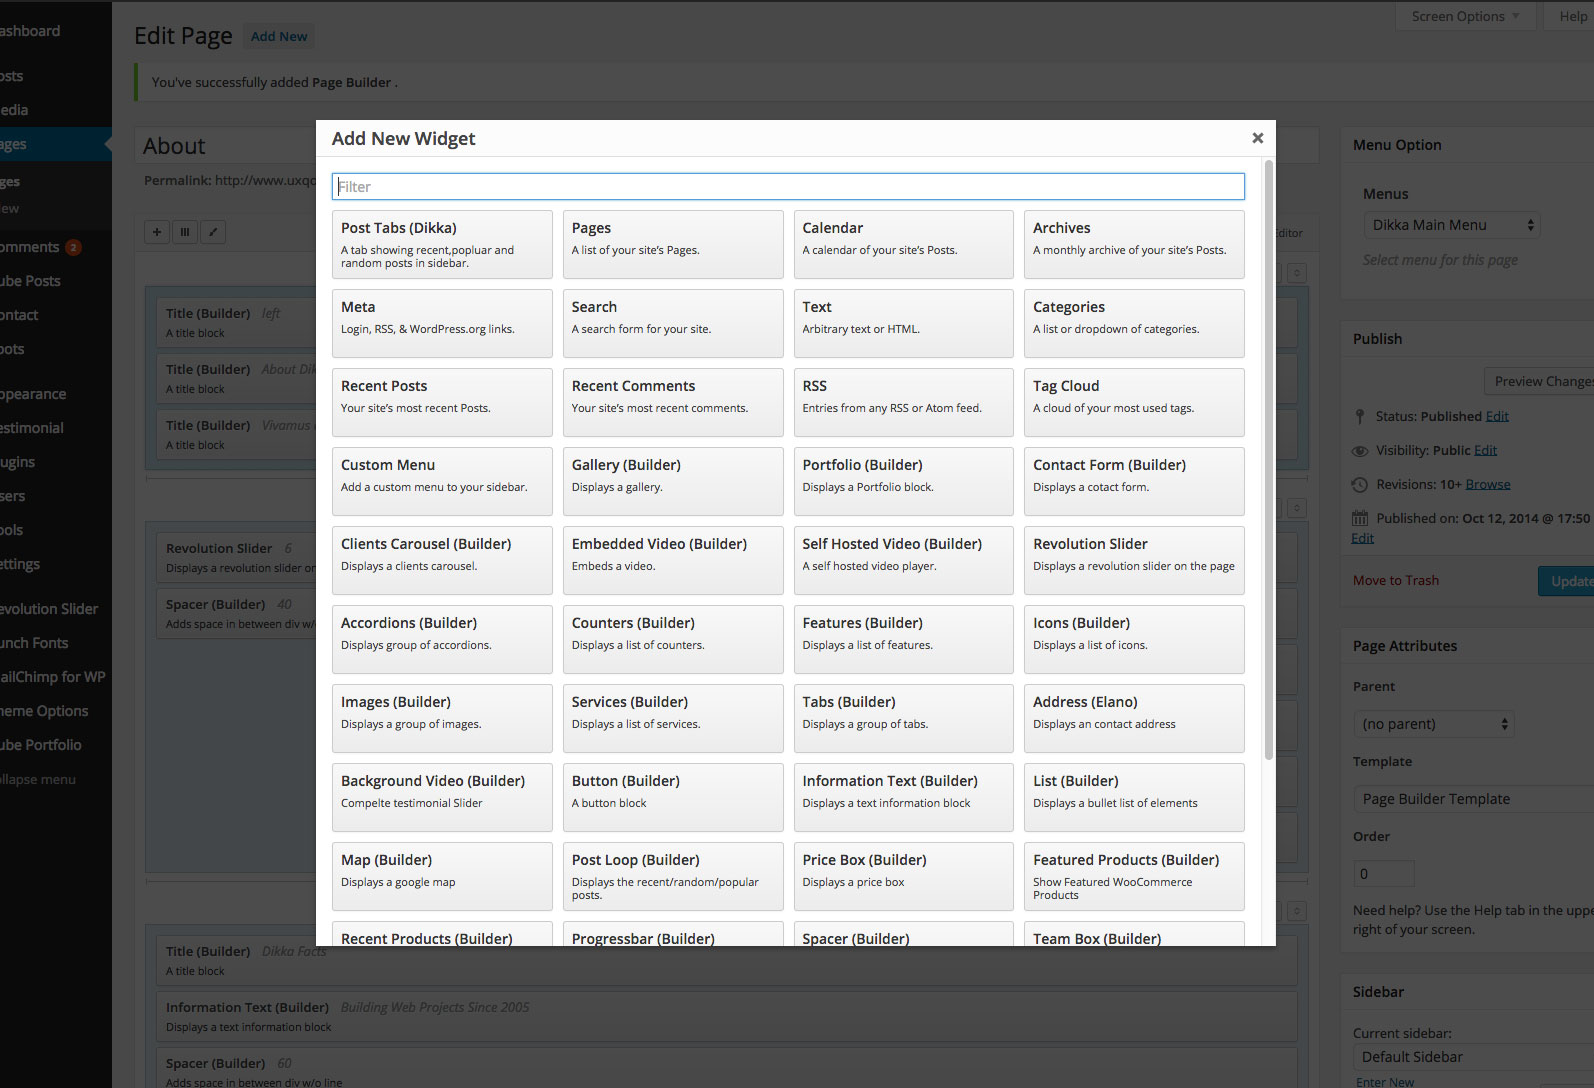 Screen Options
Help
Edit Page
Add New
You've successfully added Page Builder .
ashboard
osts
edia
ages
ges
ew
omments 2
ube Posts
ontact
oots
ppearance
estimonial
ugins
sers
ools
ettings
evolution Slider
unch Fonts
ailChimp for WP
heme Options
ube Portfolio
ollapse menu
About
Permalink: http://www.uxqo
Editor
Title (Builder) left
A title block
Title (Builder) About Dik
A title block
Title (Builder) Vivamus
A title block
Revolution Slider 6
Displays a revolution slider on
Spacer (Builder) 40
Adds space in between div w/
Title (Builder) Dikka Facts
A title block
Information Text (Builder) Building Web Projects Since 2005
Displays a text information block
Spacer (Builder) 60
Adds space in between div w/o line
Add New Widget
Filter
Post Tabs (Dikka)
A tab showing recent,popluar and
random posts in sidebar.
Pages
A list of your site’s Pages.
Calendar
A calendar of your site’s Posts.
Archives
A monthly archive of your site’s Posts.
Meta
Login, RSS, & WordPress.org links.
Search
A search form for your site.
Text
Arbitrary text or HTML.
Categories
A list or dropdown of categories.
Recent Posts
Your site’s most recent Posts.
Recent Comments
Your site’s most recent comments.
RSS
Entries from any RSS or Atom feed.
Tag Cloud
A cloud of your most used tags.
Custom Menu
Add a custom menu to your sidebar.
Gallery (Builder)
Displays a gallery.
Portfolio (Builder)
Displays a Portfolio block.
Contact Form (Builder)
Displays a cotact form.
Clients Carousel (Builder)
Displays a clients carousel.
Embedded Video (Builder)
Embeds a video.
Self Hosted Video (Builder)
A self hosted video player.
Revolution Slider
Displays a revolution slider on the page
Accordions (Builder)
Displays group of accordions.
Counters (Builder)
Displays a list of counters.
Features (Builder)
Displays a list of features.
Icons (Builder)
Displays a list of icons.
Images (Builder)
Displays a group of images.
Services (Builder)
Displays a list of services.
Tabs (Builder)
Displays a group of tabs.
Address (Elano)
Displays an contact address
Background Video (Builder)
Compelte testimonial Slider
Button (Builder)
A button block
Information Text (Builder)
Displays a text information block
List (Builder)
Displays a bullet list of elements
Map (Builder)
Displays a google map
Post Loop (Builder)
Displays the recent/random/popular
posts.
Price Box (Builder)
Displays a price box
Featured Products (Builder)
Show Featured WooCommerce
Products
Recent Products (Builder)
Progressbar (Builder)
Spacer (Builder)
Team Box (Builder)
Menu Option
Menus
Dikka Main Menu
Select menu for this page
Publish
Preview Changes
Status: Published Edit
Visibility: Public Edit
Revisions: 10+ Browse
Published on: Oct 12, 2014 @ 17:50
Edit
Move to Trash
Update
Page Attributes
Parent
(no parent)
Template
Page Builder Template
Order
0
Need help? Use the Help tab in the uppe
right of your screen.
Sidebar
Current sidebar:
Default Sidebar
Enter New